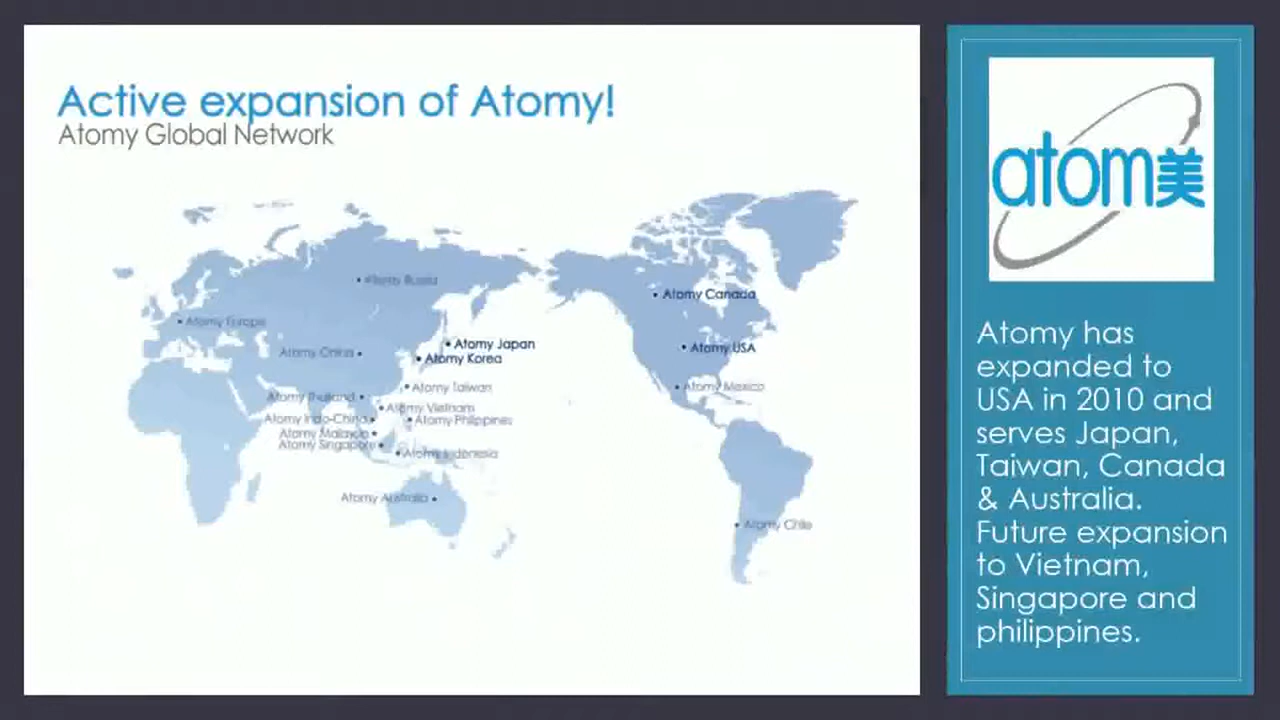 Active expansion of Atomy!
Atomy Global Network
Atomy Russia
Atomy Canada
Atomy Europe
Atomy Japan
Atomy USA
Atomy China
Atomy Korea
Atomy Taiwan
Atomy Mexico
Atomy Thailand
Atomy Vietnam
Atomy Indo-China
Atomy Philippines
Atomy Malaysia
Atomy Singapore
Atomy Indonesia
Atomy Australia
Atomy Chile
atom美
Atomy has
expanded to
USA in 2010 and
serves Japan,
Taiwan, Canada
& Australia.
Future expansion
to Vietnam,
Singapore and
philippines.